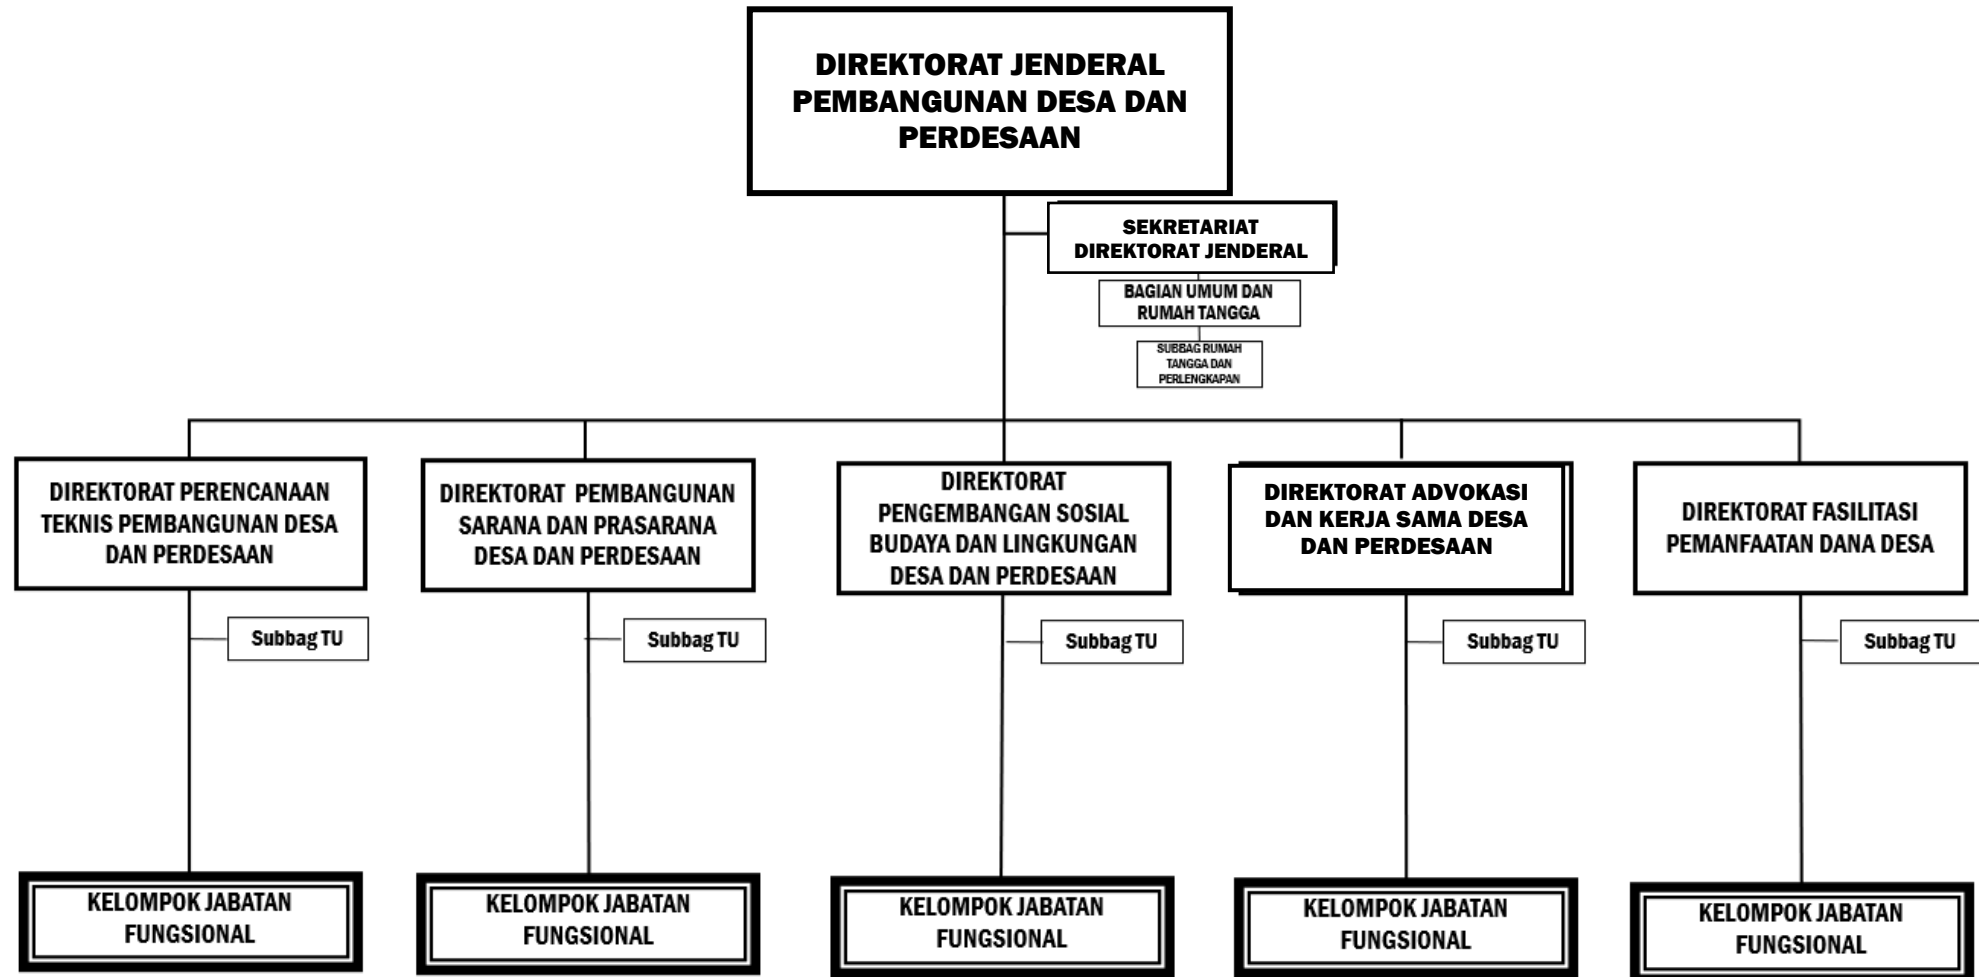 DIREKTORAT JENDERAL
PEMBANGUNAN DESA DAN
PERDESAAN
SEKRETARIAT
DIREKTORAT JENDERAL
BAGIAN UMUM DAN
RUMAH TANGGA
SUBBAG RUMAH
TANGGA DAN
PERLENGKAPAN
DIREKTORAT PERENCANAAN
TEKNIS PEMBANGUNAN DESA
DAN PERDESAAN
DIREKTORAT PEMBANGUNAN
SARANA DAN PRASARANA
DESA DAN PERDESAAN
DIREKTORAT
PENGEMBANGAN SOSIAL
BUDAYA DAN LINGKUNGAN
DESA DAN PERDESAAN
DIREKTORAT ADVOKASI
DAN KERJA SAMA DESA
DAN PERDESAAN
DIREKTORAT FASILITASI
PEMANFAATAN DANA DESA
Subbag TU
Subbag TU
Subbag TU
Subbag TU
Subbag TU
KELOMPOK JABATAN
FUNGSIONAL
KELOMPOK JABATAN
FUNGSIONAL
KELOMPOK JABATAN
FUNGSIONAL
KELOMPOK JABATAN
FUNGSIONAL
KELOMPOK JABATAN
FUNGSIONAL